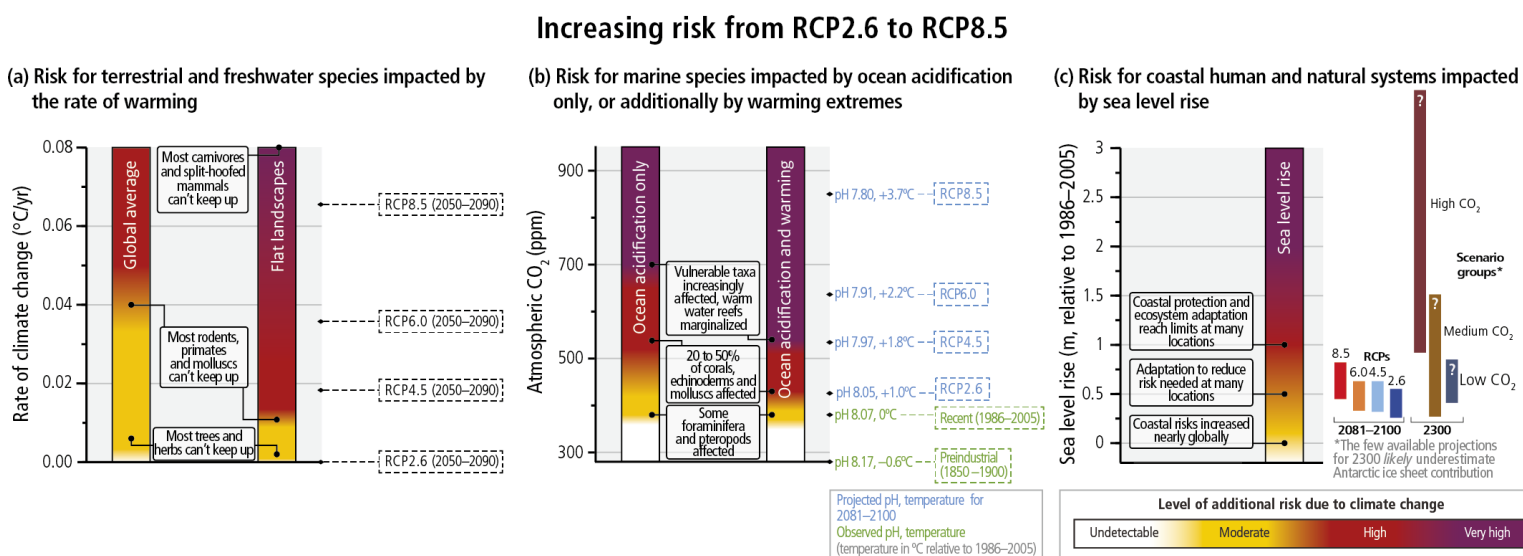 Increasing risk from RCP2.6 to RCP8.5
(a) Risk for terrestrial and freshwater species impacted by
the rate of warming
Rate of climate change (°C/yr)
0.08
0.06
0.04
0.02
0.00
Global average
Flat landscapes
Most carnivores
and split-hoofed
mammals
can't keep up
Most rodents,
primates
and molluscs
can't keep up
Most trees and
herbs can't keep up
RCP8.5 (2050–2090)
RCP6.0 (2050–2090)
RCP4.5 (2050–2090)
RCP2.6 (2050–2090)
(b) Risk for marine species impacted by ocean acidification
only, or additionally by warming extremes
Atmospheric CO2 (ppm)
900
700
500
300
Ocean acidification only
Ocean acidification and warming
Vulnerable taxa
increasingly
affected, warm
water reefs
marginalized
20 to 50%
of corals,
echinoderms and
molluscs affected
Some
foraminifera
and pteropods
affected
pH 7.80, +3.7°C RCP8.5
pH 7.91, +2.2°C RCP6.0
pH 7.97, +1.8°C RCP4.5
pH 8.05, +1.0°C RCP2.6
pH 8.07, 0°C Recent (1986–2005)
pH 8.17, –0.6°C Preindustrial
(1850–1900)
Projected pH, temperature for
2081–2100
Observed pH, temperature
(temperature in °C relative to 1986–2005)
(c) Risk for coastal human and natural systems impacted
by sea level rise
Sea level rise (m, relative to 1986–2005)
3
2.5
2
1.5
1
0.5
0
Sea level rise
Coastal protection and
ecosystem adaptation
reach limits at many
locations
Adaptation to reduce
risk needed at many
locations
Coastal risks increased
nearly globally
?
High CO2
Scenario
groups*
?
Medium CO2
?
Low CO2
RCPs
8.5
6.0
4.5
2.6
2081–2100
2300
*The few available projections
for 2300 likely underestimate
Antarctic ice sheet contribution
Level of additional risk due to climate change
Undetectable Moderate High Very high